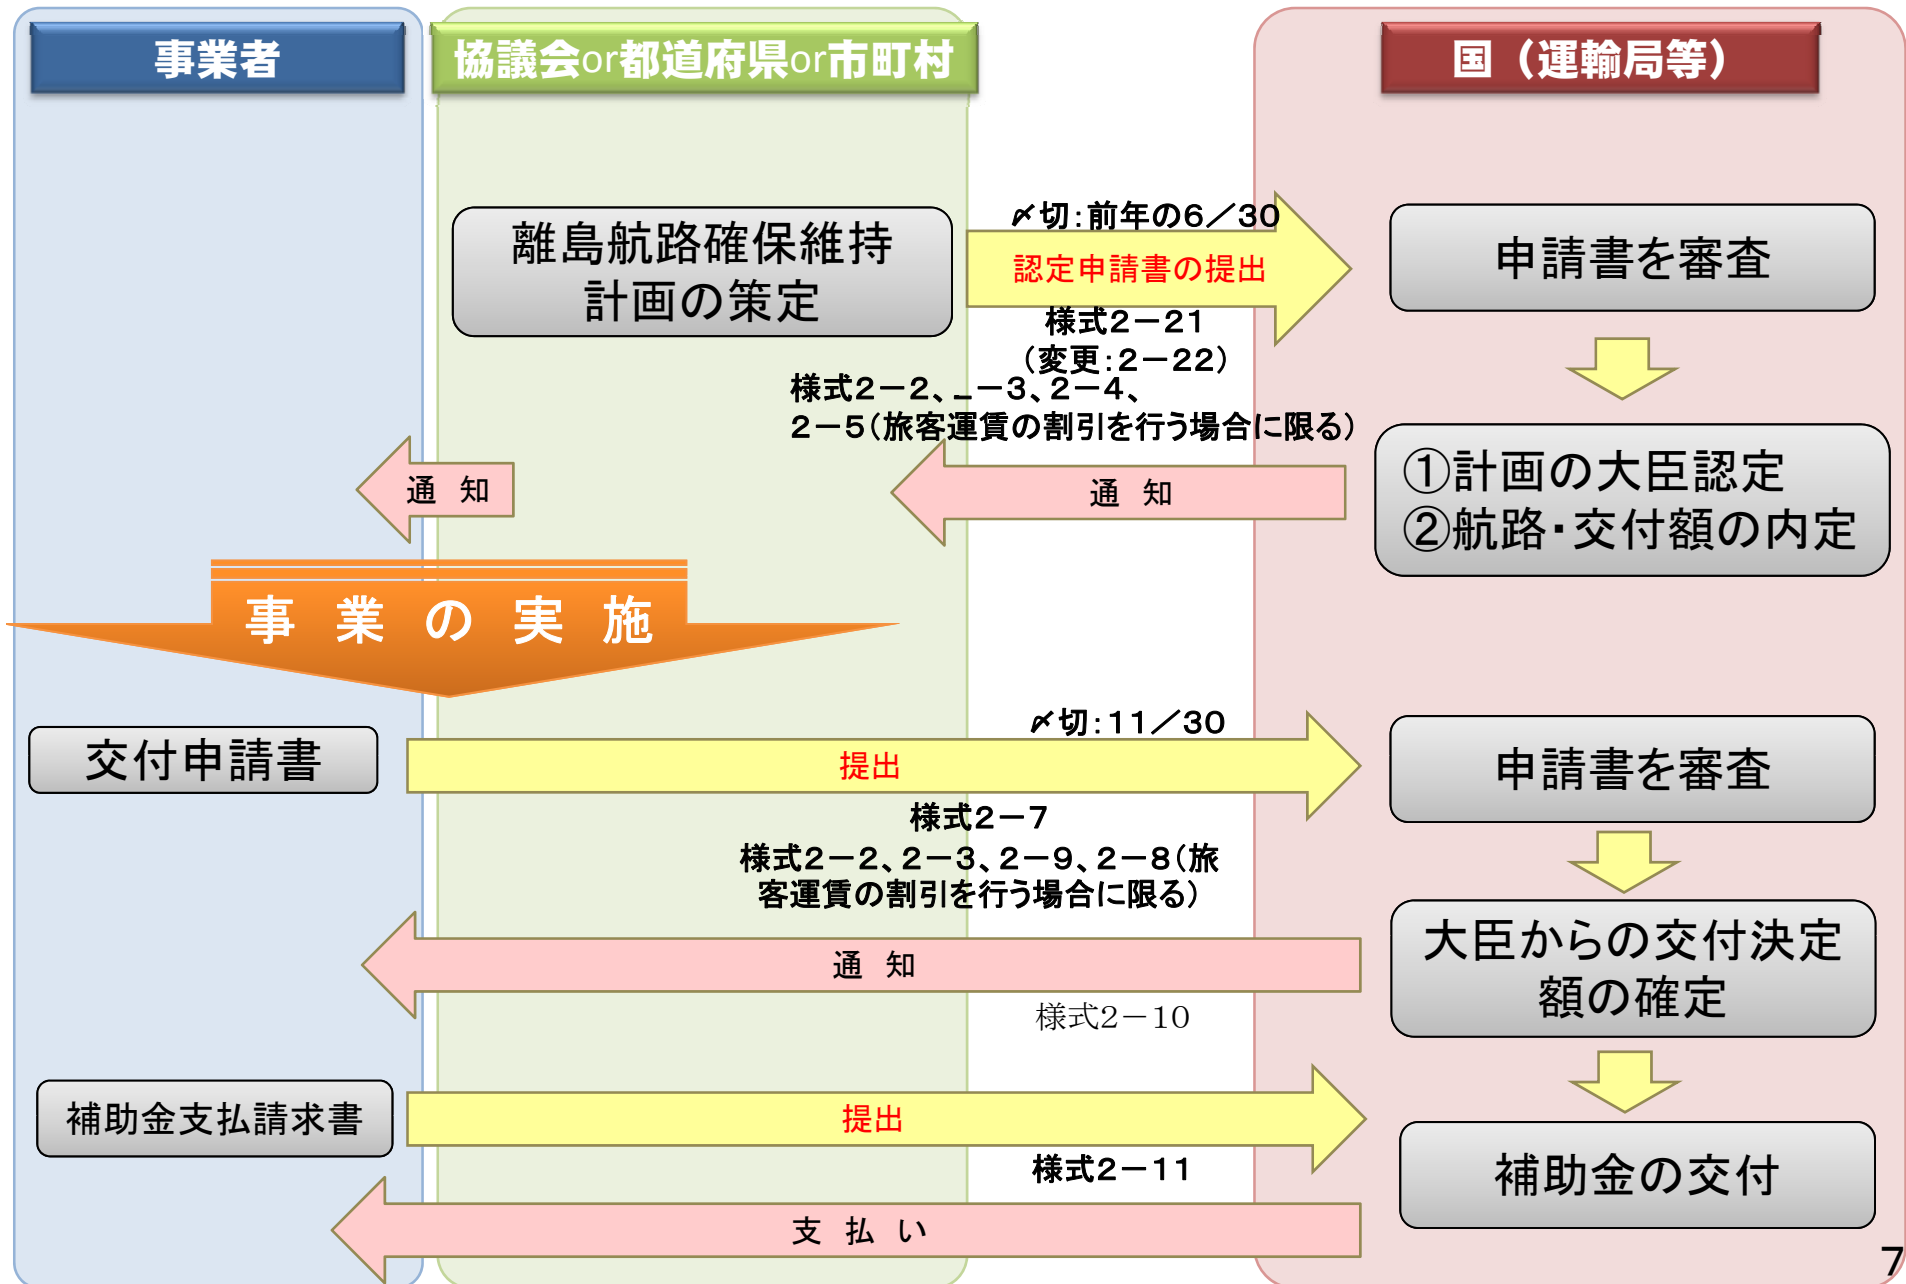 事業者
協議会or都道府県or市町村
国（運輸局等）
離島航路確保維持
計画の策定
〆切：前年の6／30
認定申請書の提出
様式2－21
（変更：2－22）
様式2－2、 －3、2－4、
2－5（旅客運賃の割引を行う場合に限る）
申請書を審査
通　知
通　知
①計画の大臣認定
②航路・交付額の内定
事　業　の　実　施
交付申請書
〆切：11／30
提出
様式2－7
様式2－2、2－3、2－9、2－8（旅
客運賃の割引を行う場合に限る）
申請書を審査
通　知
様式2－10
大臣からの交付決定
額の確定
補助金支払請求書
提出
様式2－11
補助金の交付
支　払　い
7